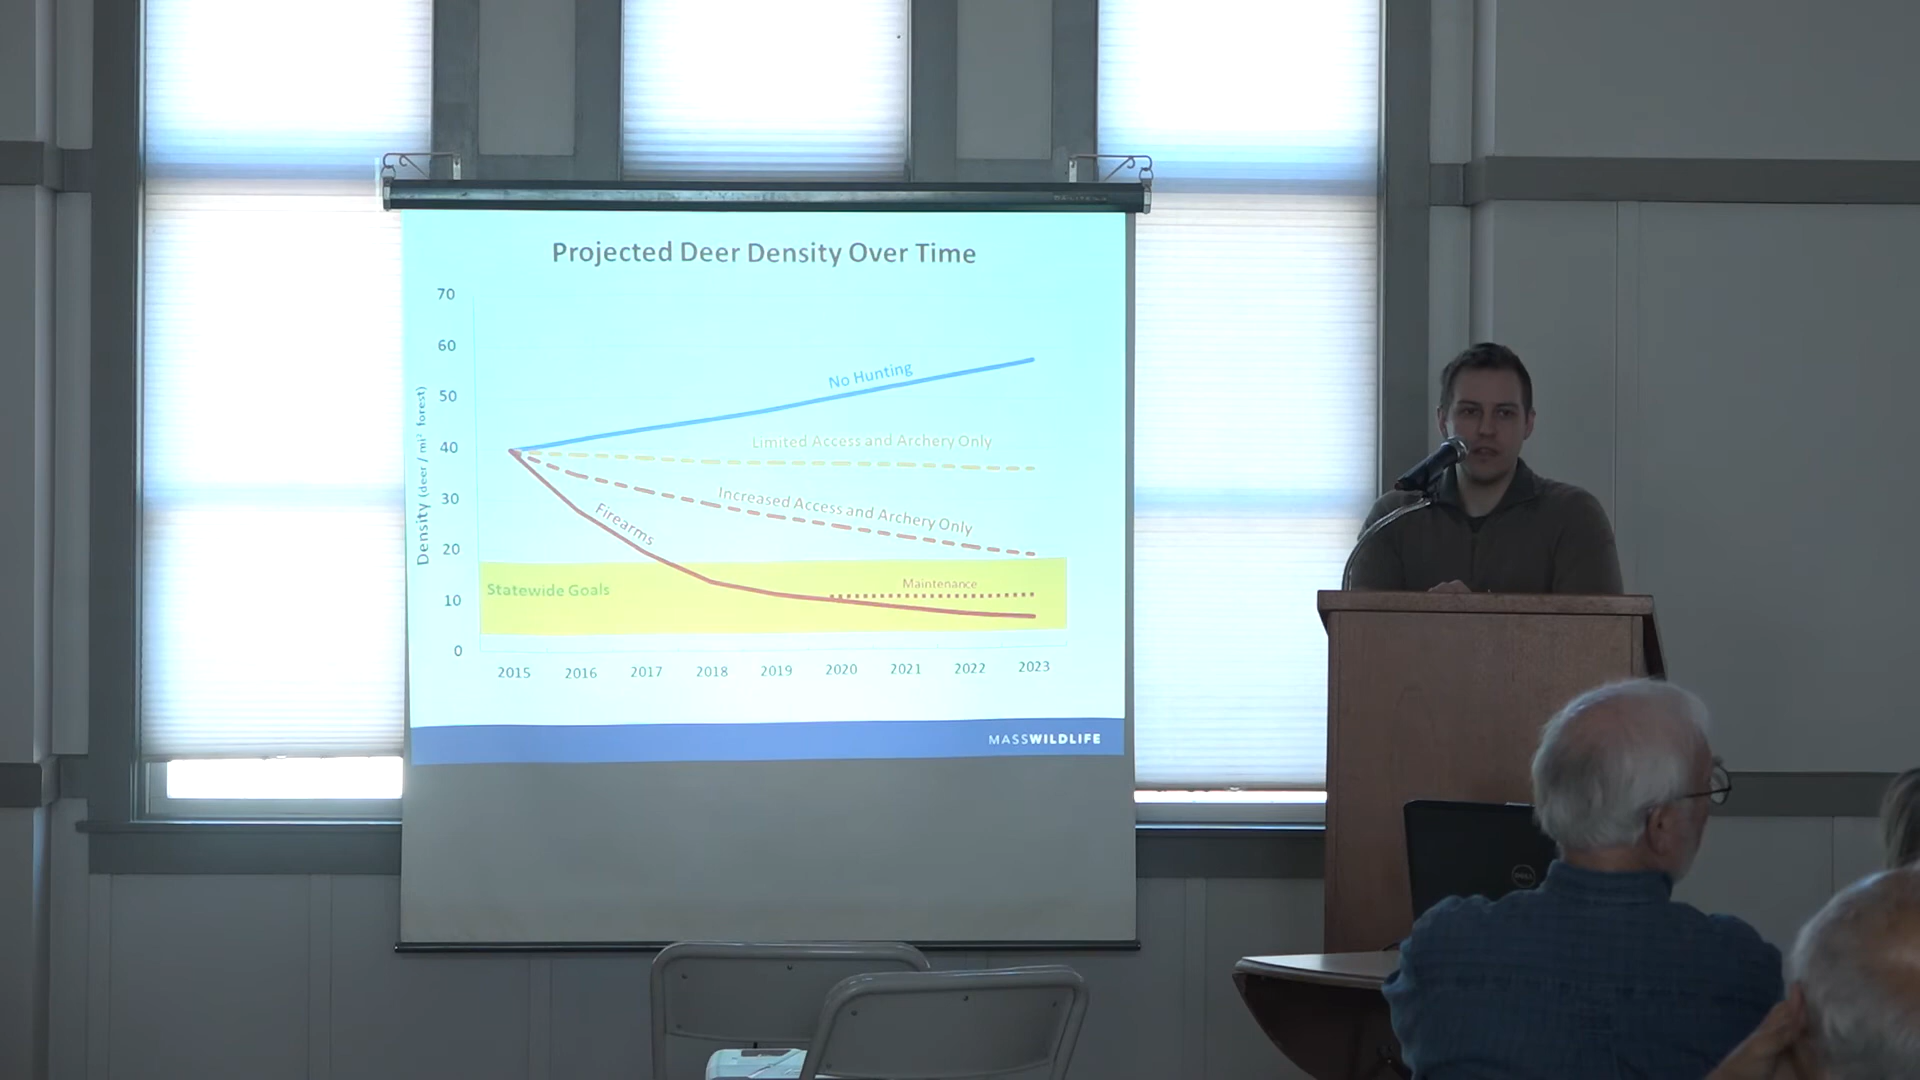 Projected Deer Density Over Time
70
60
50
40
30
20
10
0
Density (deer / mi² forest)
No Hunting
Limited Access and Archery Only
Increased Access and Archery Only
Firearms
Maintenance
Statewide Goals
2015 2016 2017 2018 2019 2020 2021 2022 2023
MASSWILDLIFE
DELL